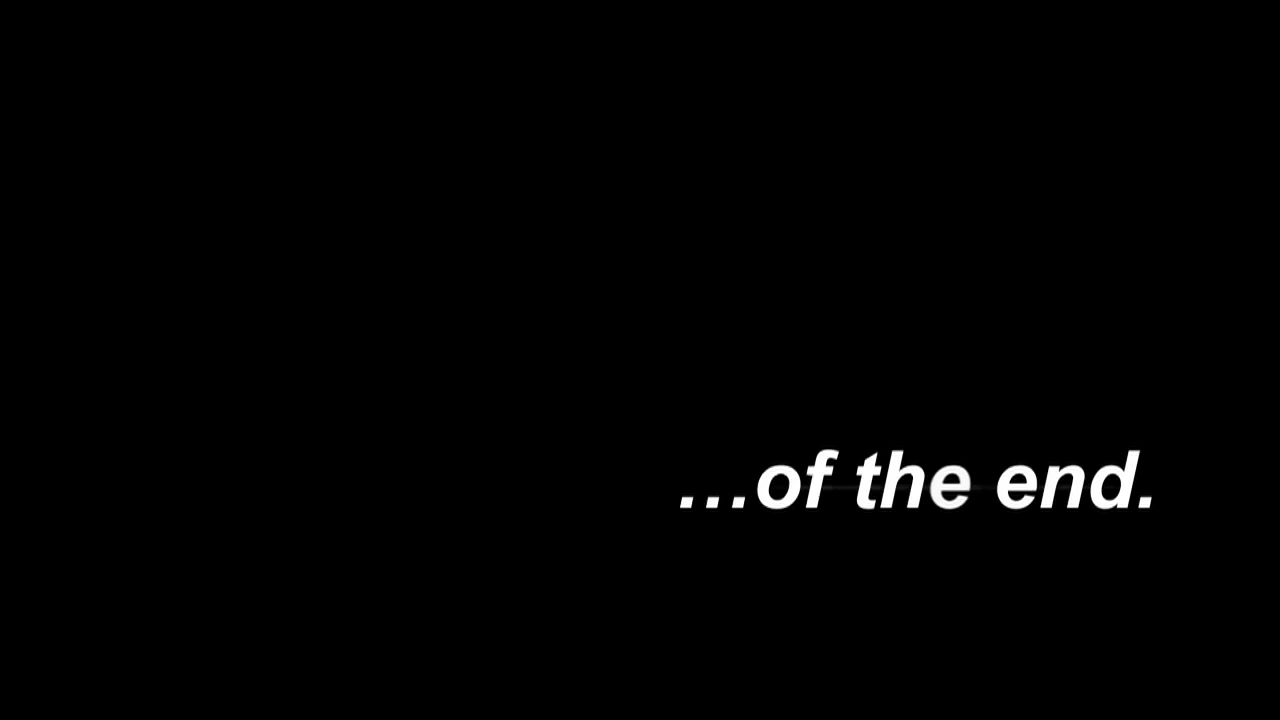 ...of the end.